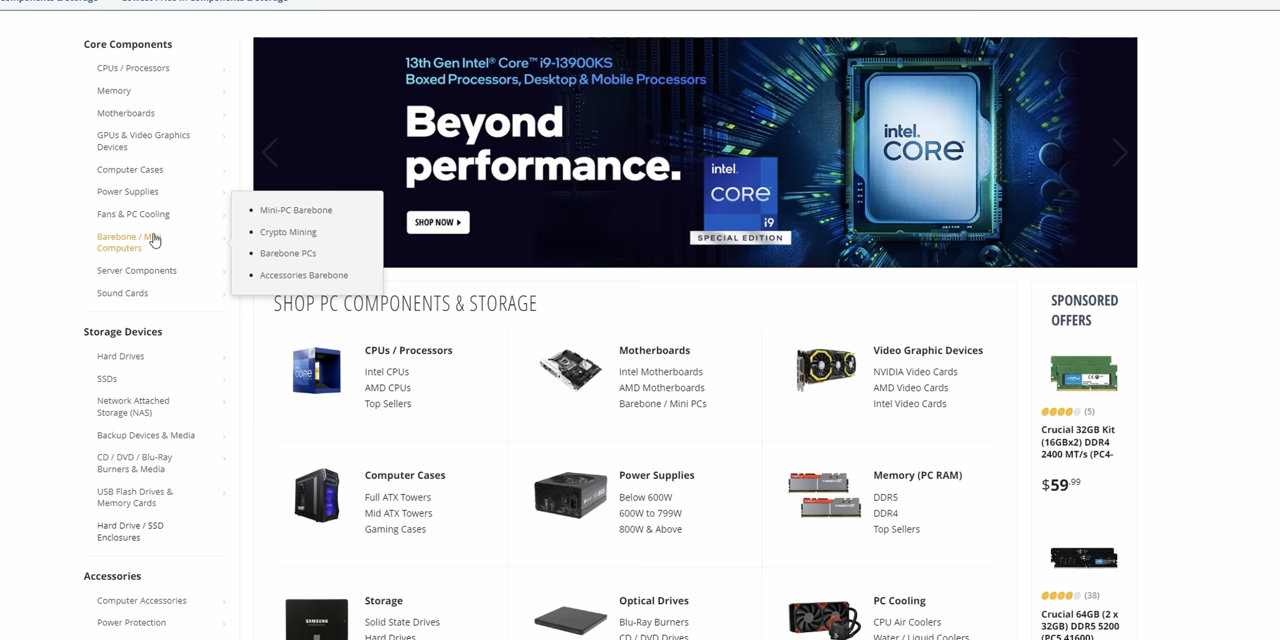 Components & Storage
Lowest Price in Components & Storage
Core Components
CPUs / Processors
Memory
Motherboards
GPUs & Video Graphics
Devices
Computer Cases
Power Supplies
Fans & PC Cooling
Barebone /
Computers
Server Components
Sound Cards
Storage Devices
Hard Drives
SSDs
Network Attached
Storage (NAS)
Backup Devices & Media
CD / DVD / Blu-Ray
Burners & Media
USB Flash Drives &
Memory Cards
Hard Drive / SSD
Enclosures
Accessories
Computer Accessories
Power Protection
Mini-PC Barebone
Crypto Mining
Barebone PCs
Accessories Barebone
13th Gen Intel® Core™ i9-13900KS
Boxed Processors, Desktop & Mobile Processors
Beyond
performance.
SHOP NOW
intel.
CORE
i9
SPECIAL EDITION
intel.
CORE
SHOP PC COMPONENTS & STORAGE
CORE
CPUs / Processors
Intel CPUs
AMD CPUs
Top Sellers
Motherboards
Intel Motherboards
AMD Motherboards
Barebone / Mini PCs
Video Graphic Devices
NVIDIA Video Cards
AMD Video Cards
Intel Video Cards
Computer Cases
Full ATX Towers
Mid ATX Towers
Gaming Cases
Power Supplies
Below 600W
600W to 799W
800W & Above
Memory (PC RAM)
DDR5
DDR4
Top Sellers
SAMSUNG
Storage
Solid State Drives
Hard Drives
Optical Drives
Blu-Ray Burners
CD / DVD Drives
PC Cooling
CPU Air Coolers
Water / Liquid Coolers
SPONSORED
OFFERS
(5)
Crucial 32GB Kit
(16GBx2) DDR4
2400 MT/s (PC4-
$59.99
(38)
Crucial 64GB (2 x
32GB) DDR5 5200
(PC5 41600)